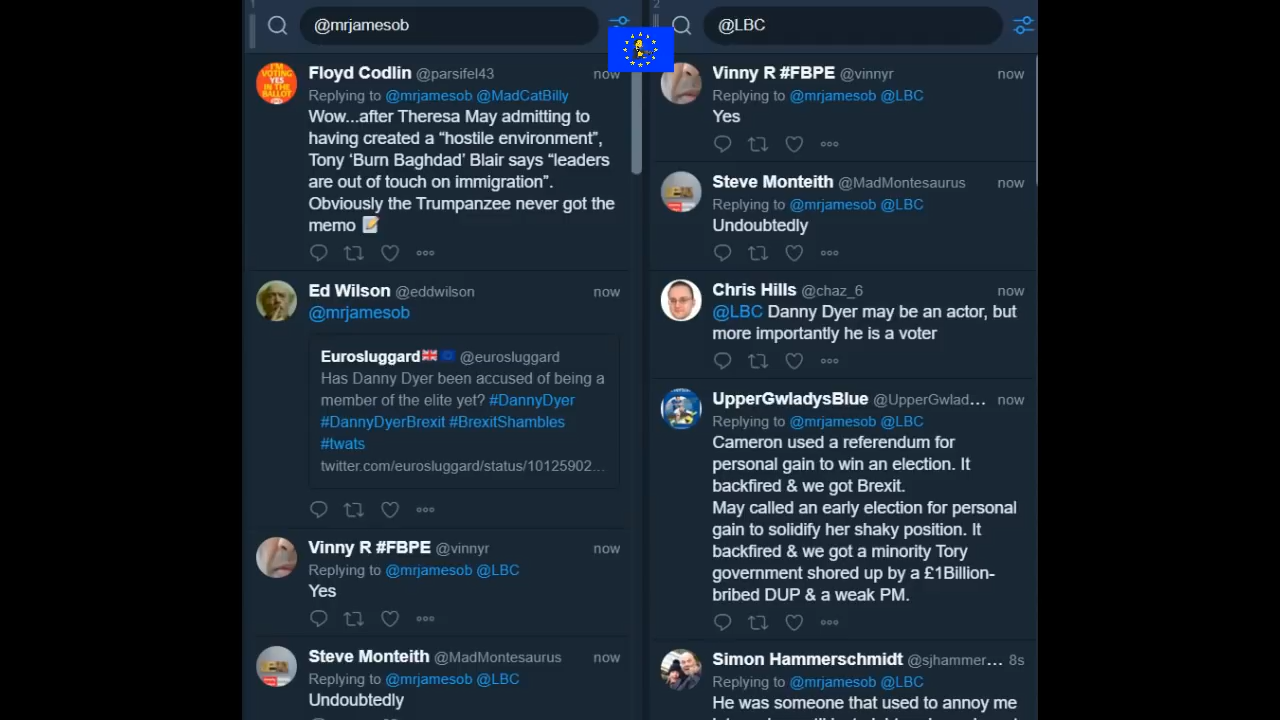 1
@mrjamesob
Floyd Codlin @parsifel43 now
Replying to @mrjamesob @MadCatBilly
Wow...after Theresa May admitting to
having created a “hostile environment”,
Tony ‘Burn Baghdad’ Blair says “leaders
are out of touch on immigration”.
Obviously the Trumpanzee never got the
memo 📝
Ed Wilson @eddwilson now
@mrjamesob
Eurosluggard🇬🇧🇪🇺 @eurosluggard
Has Danny Dyer been accused of being a
member of the elite yet? #DannyDyer
#DannyDyerBrexit #BrexitShambles
#twats
twitter.com/eurosluggard/status/10125902...
Vinny R #FBPE @vinnyr now
Replying to @mrjamesob @LBC
Yes
Steve Monteith @MadMontesaurus now
Replying to @mrjamesob @LBC
Undoubtedly
2
@LBC
Vinny R #FBPE @vinnyr now
Replying to @mrjamesob @LBC
Yes
Steve Monteith @MadMontesaurus now
Replying to @mrjamesob @LBC
Undoubtedly
Chris Hills @chaz_6 now
@LBC Danny Dyer may be an actor, but
more importantly he is a voter
UpperGwladysBlue @UpperGwlad... now
Replying to @mrjamesob @LBC
Cameron used a referendum for
personal gain to win an election. It
backfired & we got Brexit.
May called an early election for personal
gain to solidify her shaky position. It
backfired & we got a minority Tory
government shored up by a £1Billion-
bribed DUP & a weak PM.
Simon Hammerschmidt @sjhammer... 8s
Replying to @mrjamesob @LBC
He was someone that used to annoy me